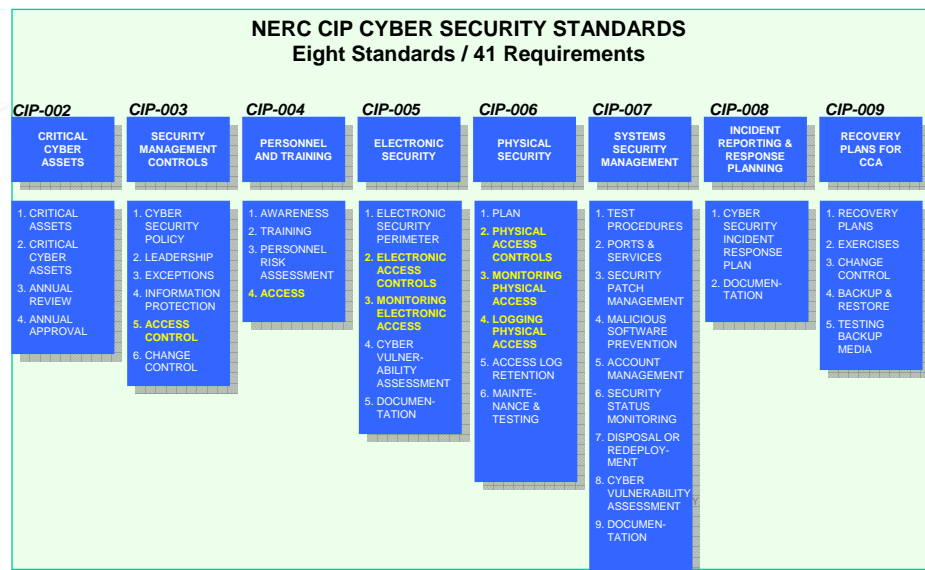 NERC CIP CYBER SECURITY STANDARDS
Eight Standards / 41 Requirements
CIP-002
CRITICAL
CYBER
ASSETS
1. CRITICAL
ASSETS
2. CRITICAL
CYBER
ASSETS
3. ANNUAL
REVIEW
4. ANNUAL
APPROVAL
CIP-003
SECURITY
MANAGEMENT
CONTROLS
1. CYBER
SECURITY
POLICY
2. LEADERSHIP
3. EXCEPTIONS
4. INFORMATION
PROTECTION
5. ACCESS
CONTROL
6. CHANGE
CONTROL
CIP-004
PERSONNEL
AND TRAINING
1. AWARENESS
2. TRAINING
3. PERSONNEL
RISK
ASSESSMENT
4. ACCESS
CIP-005
ELECTRONIC
SECURITY
1. ELECTRONIC
SECURITY
PERIMETER
2. ELECTRONIC
ACCESS
CONTROLS
3. MONITORING
ELECTRONIC
ACCESS
4. CYBER
VULNER-
ABILITY
ASSESSMENT
5. DOCUMEN-
TATION
CIP-006
PHYSICAL
SECURITY
1. PLAN
2. PHYSICAL
ACCESS
CONTROLS
3. MONITORING
PHYSICAL
ACCESS
4. LOGGING
PHYSICAL
ACCESS
5. ACCESS LOG
RETENTION
6. MAINTE-
NANCE &
TESTING
CIP-007
SYSTEMS
SECURITY
MANAGEMENT
1. TEST
PROCEDURES
2. PORTS &
SERVICES
3. SECURITY
PATCH
MANAGEMENT
4. MALICIOUS
SOFTWARE
PREVENTION
5. ACCOUNT
MANAGEMENT
6. SECURITY
STATUS
MONITORING
7. DISPOSAL OR
REDEPLOY-
MENT
8. CYBER
VULNERABILITY
ASSESSMENT
9. DOCUMEN-
TATION
CIP-008
INCIDENT
REPORTING &
RESPONSE
PLANNING
1. CYBER
SECURITY
INCIDENT
RESPONSE
PLAN
2. DOCUMEN-
TATION
CIP-009
RECOVERY
PLANS FOR
CCA
1. RECOVERY
PLANS
2. EXERCISES
3. CHANGE
CONTROL
4. BACKUP &
RESTORE
5. TESTING
BACKUP
MEDIA